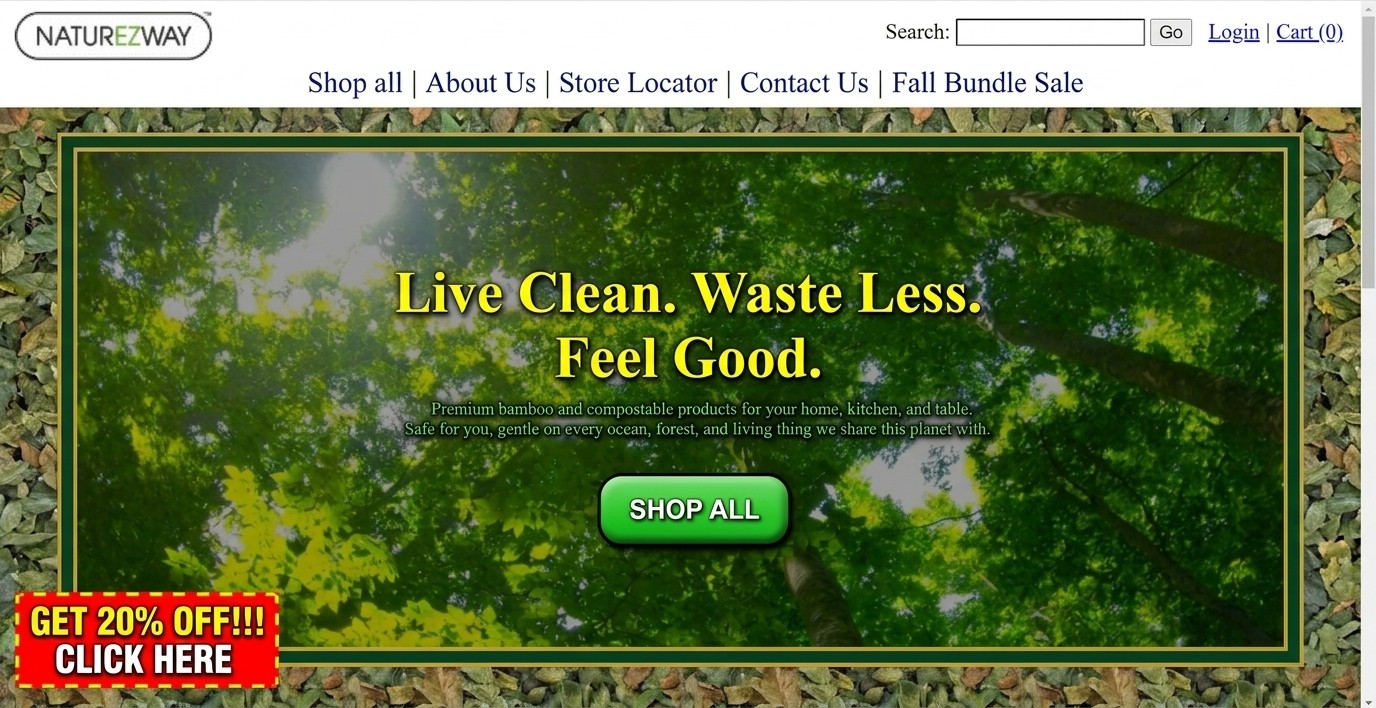 NATUREZWAY™
Search: Go Login | Cart (0)
Shop all | About Us | Store Locator | Contact Us | Fall Bundle Sale
Live Clean. Waste Less.
Feel Good.
Premium bamboo and compostable products for your home, kitchen, and table.
Safe for you, gentle on every ocean, forest, and living thing we share this planet with.
SHOP ALL
GET 20% OFF!!!
CLICK HERE